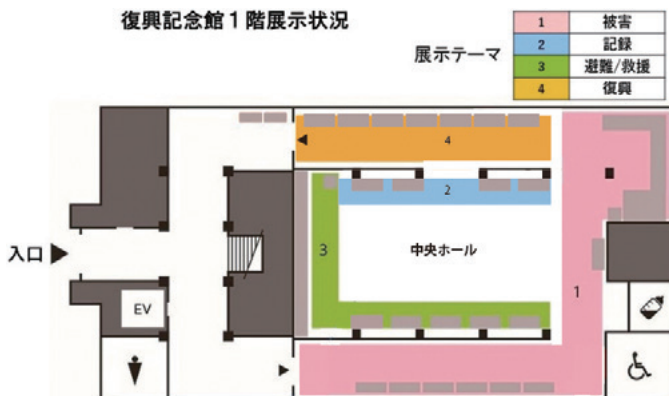 復興記念館1階展示状況
展示テーマ
1 被害
2 記録
3 避難/救援
4 復興
4
2
入口
3
中央ホール
1
EV